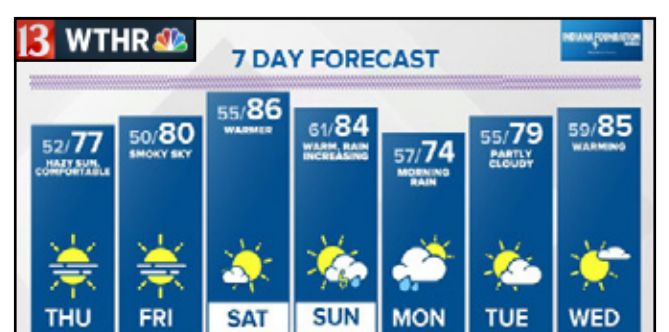 13 WTHR
INDIANA FOUNDATION
7 DAY FORECAST
52/77
HAZY SUN,
COMFORTABLE
50/80
SMOKY SKY
55/86
WARMER
61/84
WARM, RAIN
INCREASING
57/74
MORNING
RAIN
55/79
PARTLY
CLOUDY
59/85
WARMING
THU
FRI
SAT
SUN
MON
TUE
WED